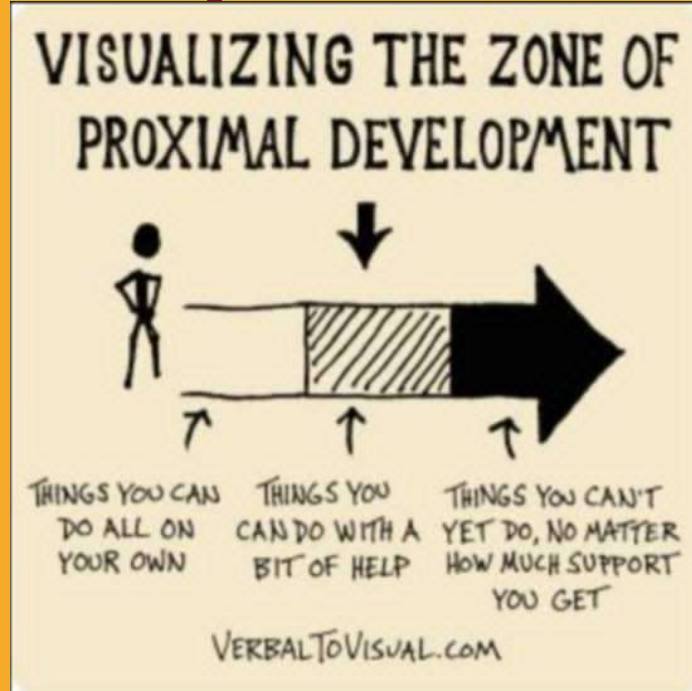 VISUALIZING THE ZONE OF
PROXIMAL DEVELOPMENT
THINGS YOU CAN
DO ALL ON
YOUR OWN
THINGS YOU
CAN DO WITH A
BIT OF HELP
THINGS YOU CAN'T
YET DO, NO MATTER
HOW MUCH SUPPORT
YOU GET
VERBALTOVISUAL.COM